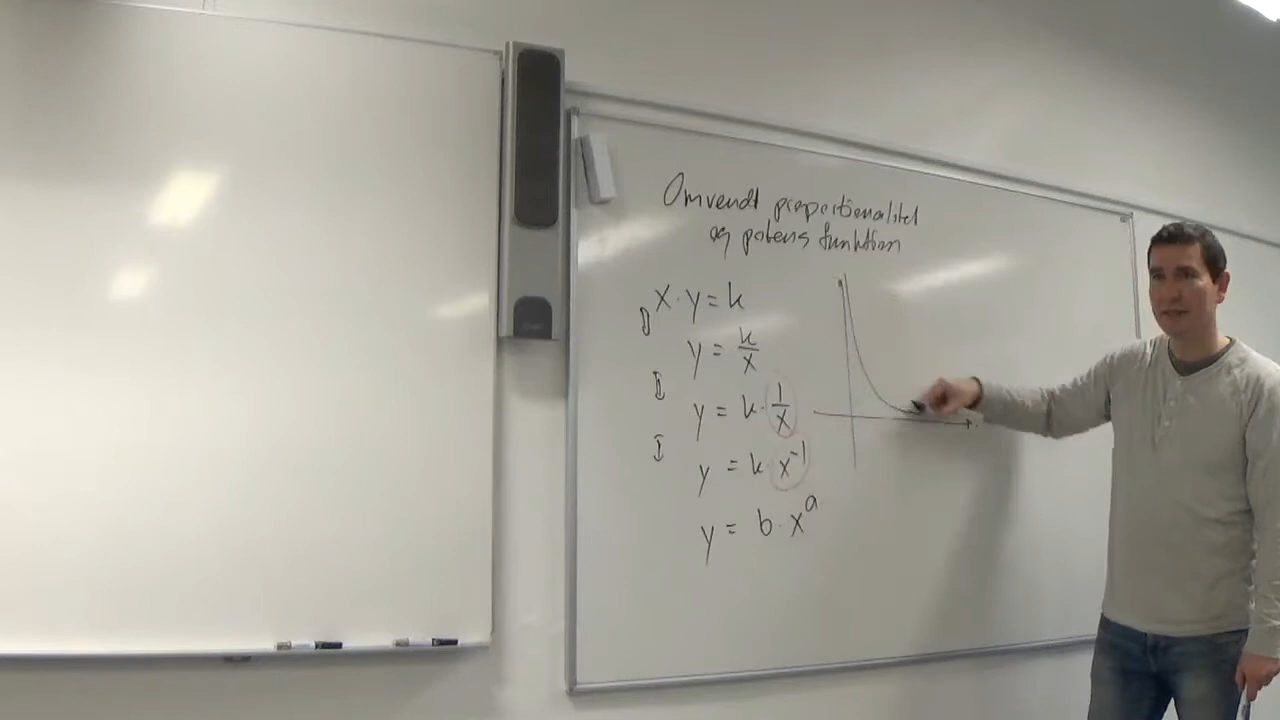 Omvendt proportionalitet
og potens funktion
x · y = k
⇕ y = k/x
⇕ y = k · 1/x
⇕ y = k · x⁻¹
y = b · xᵃ